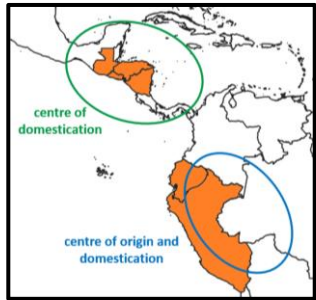 centre of
domestication
centre of origin and
domestication